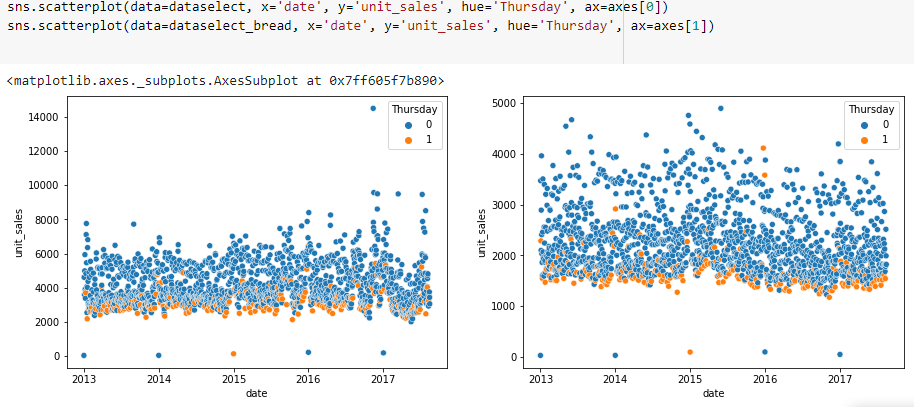 sns.scatterplot(data=dataselect, x='date', y='unit_sales', hue='Thursday', ax=axes[0])
sns.scatterplot(data=dataselect_bread, x='date', y='unit_sales', hue='Thursday', ax=axes[1])
<matplotlib.axes._subplots.AxesSubplot at 0x7ff605f7b890>
14000
12000
10000
8000
6000
4000
2000
0
unit_sales
2013 2014 2015 2016 2017
date
Thursday
0
1
5000
4000
3000
2000
1000
0
unit_sales
2013 2014 2015 2016 2017
date
Thursday
0
1